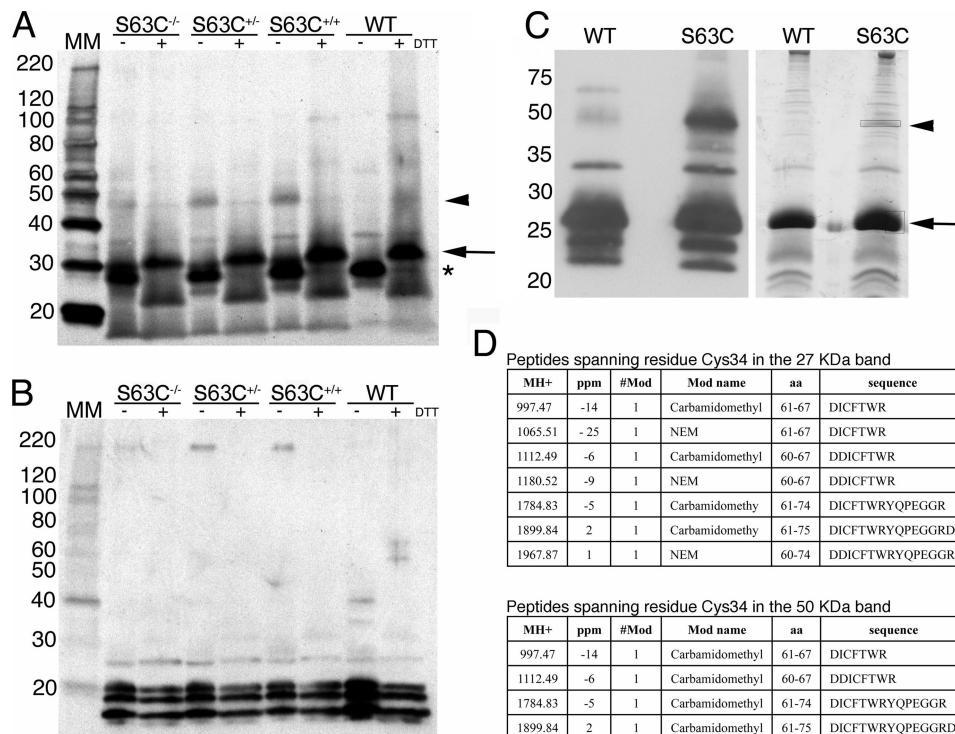 A
S63C-/- S63C+/- S63C+/+ WT
MM - + - + - + - + DTT
220
120
100
80
60
50
40
30
*
20
B
S63C-/- S63C+/- S63C+/+ WT
MM - + - + - + - + DTT
220
120
100
80
60
50
40
30
20
C
WT S63C WT S63C
75
50
35
30
25
20
D
Peptides spanning residue Cys34 in the 27 KDa band
MH+ ppm #Mod Mod name aa sequence
997.47 -14 1 Carbamidomethyl 61-67 DICFTWR
1065.51 - 25 1 NEM 61-67 DICFTWR
1112.49 -6 1 Carbamidomethyl 60-67 DDICFTWR
1180.52 -9 1 NEM 60-67 DDICFTWR
1784.83 -5 1 Carbamidomethy 61-74 DICFTWRYQPEGGR
1899.84 2 1 Carbamidomethy 61-75 DICFTWRYQPEGGRD
1967.87 1 1 NEM 60-74 DDICFTWRYQPEGGR
Peptides spanning residue Cys34 in the 50 KDa band
MH+ ppm #Mod Mod name aa sequence
997.47 -14 1 Carbamidomethyl 61-67 DICFTWR
1112.49 -6 1 Carbamidomethyl 60-67 DDICFTWR
1784.83 -5 1 Carbamidomethyl 61-74 DICFTWRYQPEGGR
1899.84 2 1 Carbamidomethyl 61-75 DICFTWRYQPEGGRD